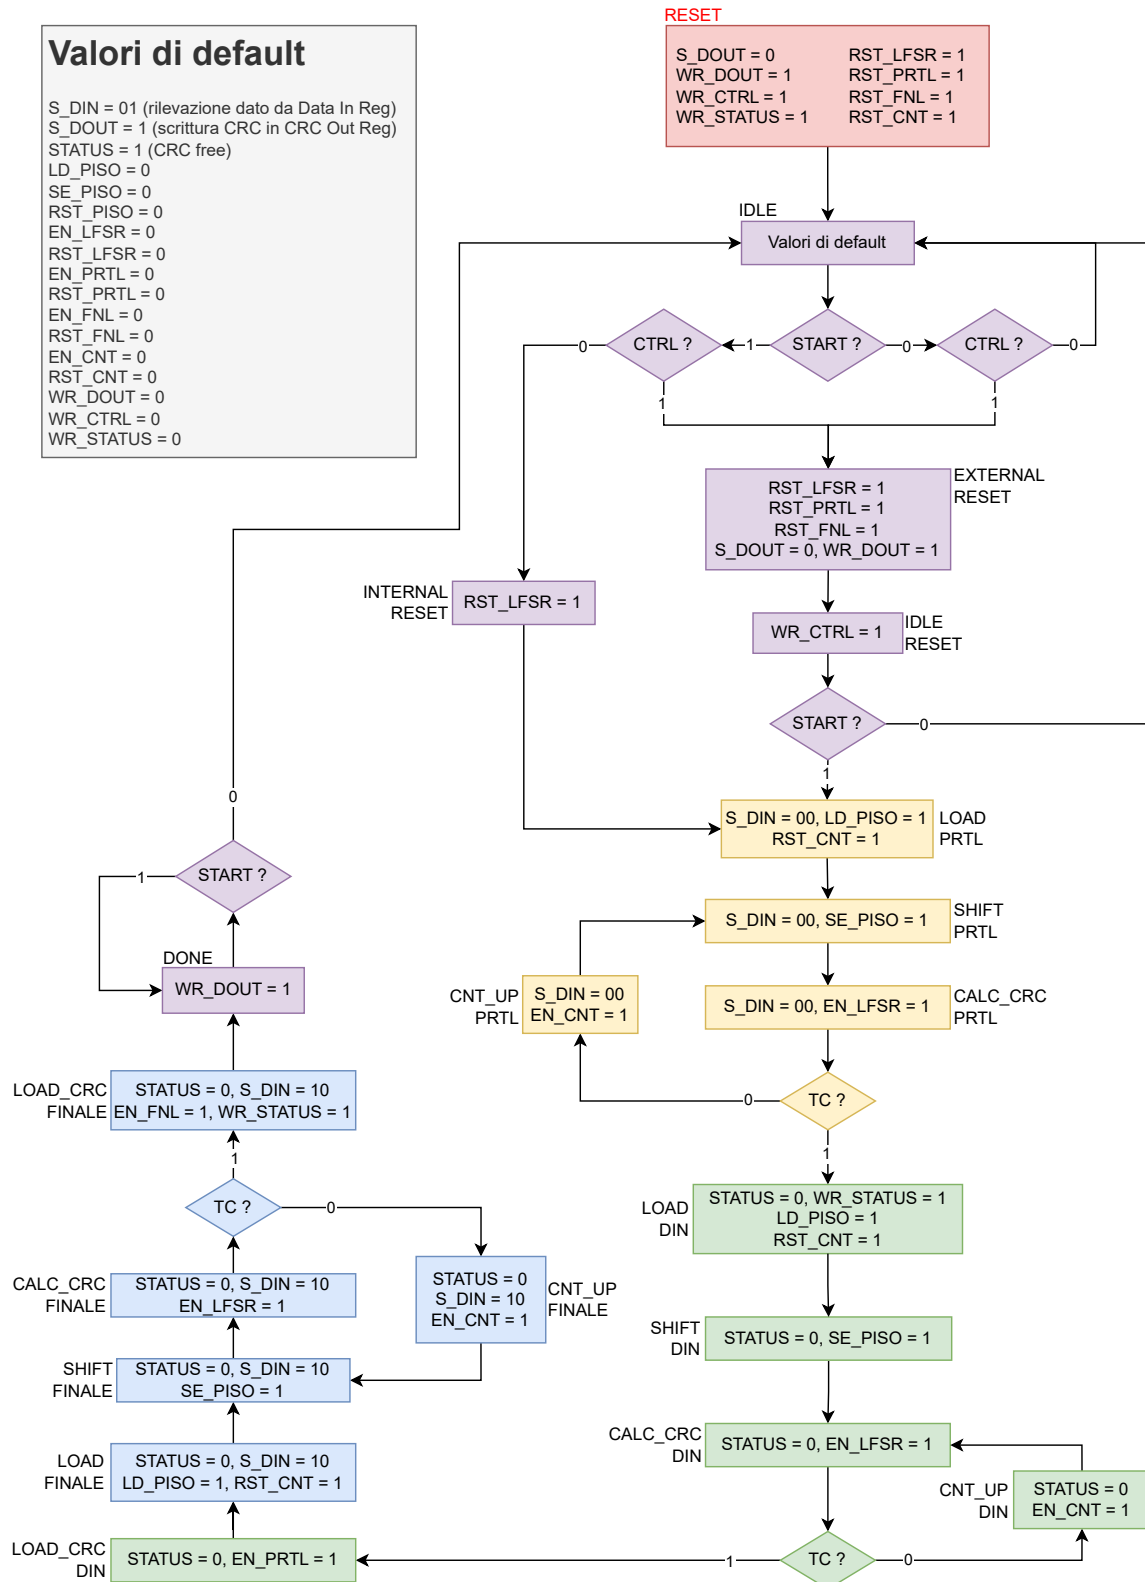 Valori di default
S_DIN = 01 (rilevazione dato da Data In Reg)
S_DOUT = 1 (scrittura CRC in CRC Out Reg)
STATUS = 1 (CRC free)
LD_PISO = 0
SE_PISO = 0
RST_PISO = 0
EN_LFSR = 0
RST_LFSR = 0
EN_PRTL = 0
RST_PRTL = 0
EN_FNL = 0
RST_FNL = 0
EN_CNT = 0
RST_CNT = 0
WR_DOUT = 0
WR_CTRL = 0
WR_STATUS = 0
RESET
S_DOUT = 0
WR_DOUT = 1
WR_CTRL = 1
WR_STATUS = 1
RST_LFSR = 1
RST_PRTL = 1
RST_FNL = 1
RST_CNT = 1
IDLE
Valori di default
0
CTRL ?
1
START ?
0
CTRL ?
0
1
1
EXTERNAL
RESET
RST_LFSR = 1
RST_PRTL = 1
RST_FNL = 1
S_DOUT = 0, WR_DOUT = 1
INTERNAL
RESET
RST_LFSR = 1
WR_CTRL = 1
IDLE
RESET
START ?
0
1
S_DIN = 00, LD_PISO = 1
RST_CNT = 1
LOAD
PRTL
S_DIN = 00, SE_PISO = 1
SHIFT
PRTL
CNT_UP
PRTL
S_DIN = 00
EN_CNT = 1
S_DIN = 00, EN_LFSR = 1
CALC_CRC
PRTL
TC ?
0
1
LOAD
DIN
STATUS = 0, WR_STATUS = 1
LD_PISO = 1
RST_CNT = 1
SHIFT
DIN
STATUS = 0, SE_PISO = 1
CALC_CRC
DIN
STATUS = 0, EN_LFSR = 1
CNT_UP
DIN
STATUS = 0
EN_CNT = 1
TC ?
0
1
LOAD_CRC
DIN
STATUS = 0, EN_PRTL = 1
LOAD
FINALE
STATUS = 0, S_DIN = 10
LD_PISO = 1, RST_CNT = 1
SHIFT
FINALE
STATUS = 0, S_DIN = 10
SE_PISO = 1
CALC_CRC
FINALE
STATUS = 0, S_DIN = 10
EN_LFSR = 1
STATUS = 0
S_DIN = 10
EN_CNT = 1
CNT_UP
FINALE
TC ?
0
1
LOAD_CRC
FINALE
STATUS = 0, S_DIN = 10
EN_FNL = 1, WR_STATUS = 1
DONE
WR_DOUT = 1
START ?
1
0